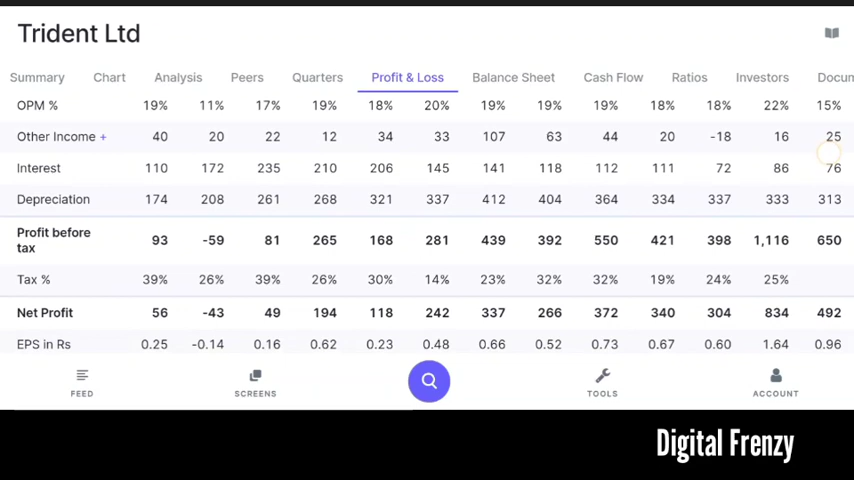 Trident Ltd
Summary Chart Analysis Peers Quarters Profit & Loss Balance Sheet Cash Flow Ratios Investors Docum
OPM % 19% 11% 17% 19% 18% 20% 19% 19% 19% 18% 18% 22% 15%
Other Income + 40 20 22 12 34 33 107 63 44 20 -18 16 25
Interest 110 172 235 210 206 145 141 118 112 111 72 86 76
Depreciation 174 208 261 268 321 337 412 404 364 334 337 333 313
Profit before
tax 93 -59 81 265 168 281 439 392 550 421 398 1,116 650
Tax % 39% 26% 39% 26% 30% 14% 23% 32% 32% 19% 24% 25%
Net Profit 56 -43 49 194 118 242 337 266 372 340 304 834 492
EPS in Rs 0.25 -0.14 0.16 0.62 0.23 0.48 0.66 0.52 0.73 0.67 0.60 1.64 0.96
FEED SCREENS TOOLS ACCOUNT
Digital Frenzy